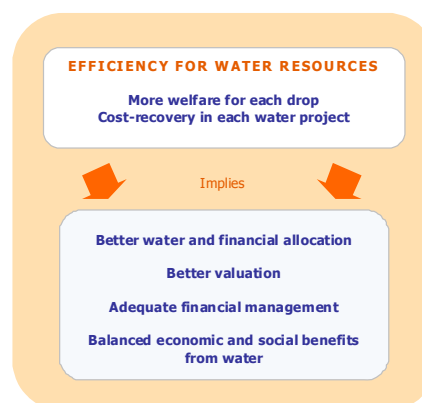 EFFICIENCY FOR WATER RESOURCES
More welfare for each drop
Cost-recovery in each water project
Implies
Better water and financial allocation
Better valuation
Adequate financial management
Balanced economic and social benefits
from water